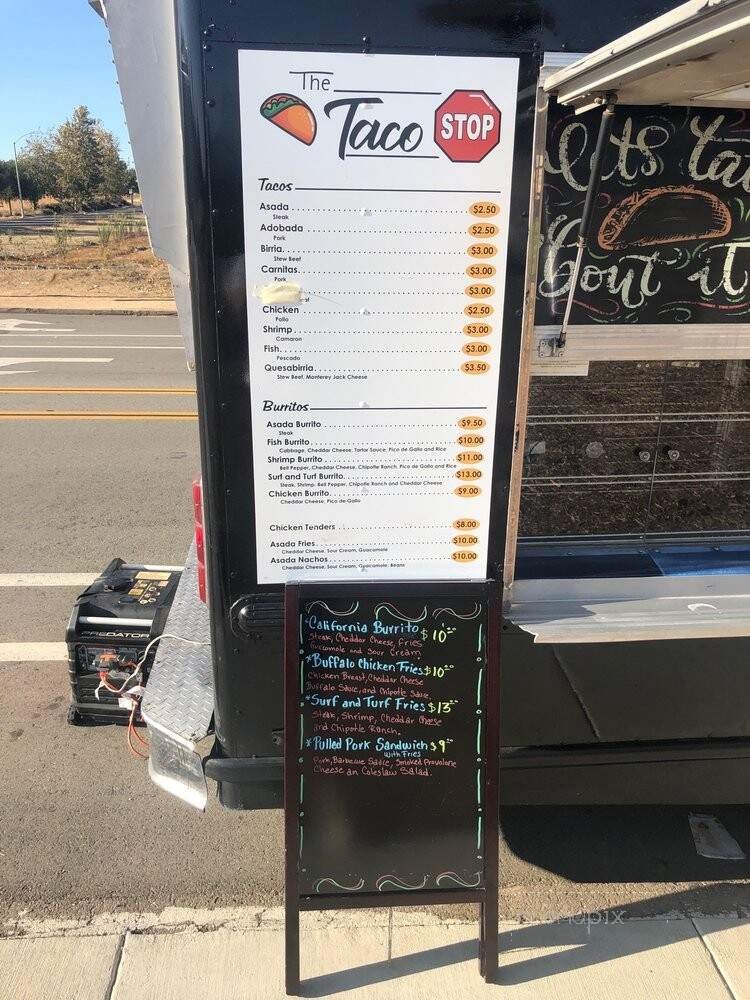 The
Taco STOP
Tacos
Asada $2.50
Steak
Adobada $2.50
Pork
Birria $3.00
Stew Beef
Carnitas $3.00
Pork
$3.00
Chicken $2.50
Pollo
Shrimp $3.00
Camaron
Fish $3.00
Pescado
Quesabirria $3.50
Stew Beef, Monterey Jack Cheese
Burritos
Asada Burrito $9.50
Steak
Fish Burrito $10.00
Cabbage, Cheddar Cheese, Tartar Sauce, Pico de Gallo and Rice
Shrimp Burrito $11.00
Bell Pepper, Cheddar Cheese, Chipotle Ranch, Pico de Gallo and Rice
Surf and Turf Burrito $13.00
Steak, Shrimp, Bell Pepper, Chipotle Ranch and Cheddar Cheese
Chicken Burrito $9.00
Cheddar Cheese, Pico de Gallo
Chicken Tenders $8.00
Asada Fries $10.00
Cheddar Cheese, Sour Cream, Guacamole
Asada Nachos $10.00
Cheddar Cheese, Sour Cream, Guacamole, Beans
Lets ta
bout it
PREDATOR
*California Burrito $10
Steak, Cheddar Cheese, Fries
Guacamole and Sour Cream
*Buffalo Chicken Fries $10
Chicken Breast, Cheddar Cheese
Buffalo Sauce, and Chipotle Sauce.
*Surf and Turf Fries $13
Steak, Shrimp, Cheddar Cheese
and Chipotle Ranch.
*Pulled Pork Sandwich $9
With Fries
Pork, Barbecue Sauce, Smoked Provolone
Cheese an Coleslaw Salad.